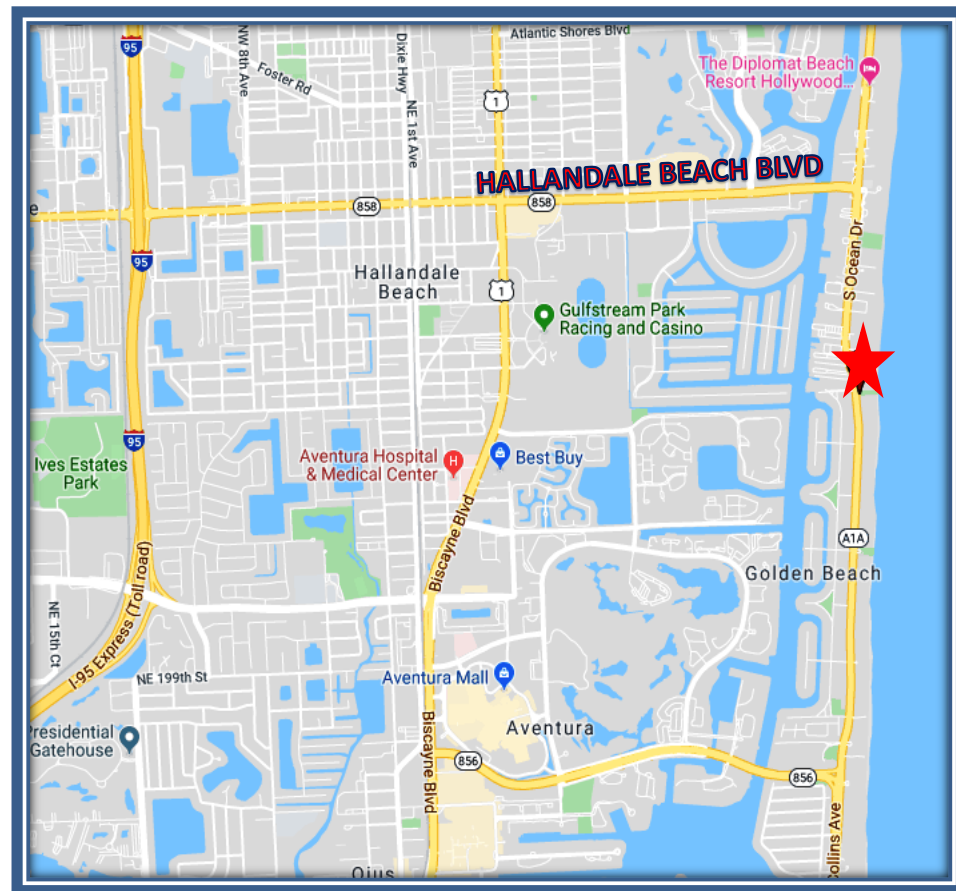 95
NW 8th Ave
Foster Rd
Dixie Hwy
NE 1st Ave
1
Atlantic Shores Blvd
The Diplomat Beach
Resort Hollywood...
HALLANDALE BEACH BLVD
e
858
858
95
Hallandale
Beach
1
S Ocean Dr
Gulfstream Park
Racing and Casino
95
Ives Estates
Park
Aventura Hospital
& Medical Center
H
Best Buy
Biscayne Blvd
A1A
Golden Beach
I-95 Express (Toll road)
NE 15th Ct
NE 199th St
Aventura Mall
Presidential
Gatehouse
Aventura
Biscayne Blvd
856
856
ollins Ave
Ojus